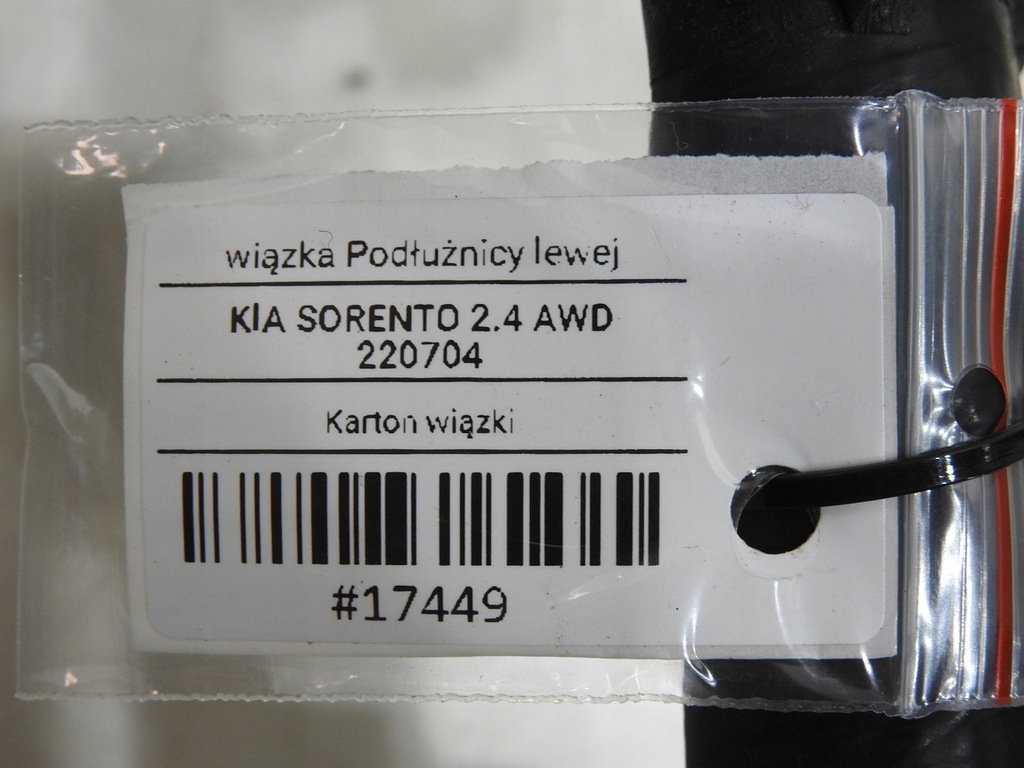 wiązka Podłużnicy lewej
KIA SORENTO 2.4 AWD
220704
Karton wiązki
#17449